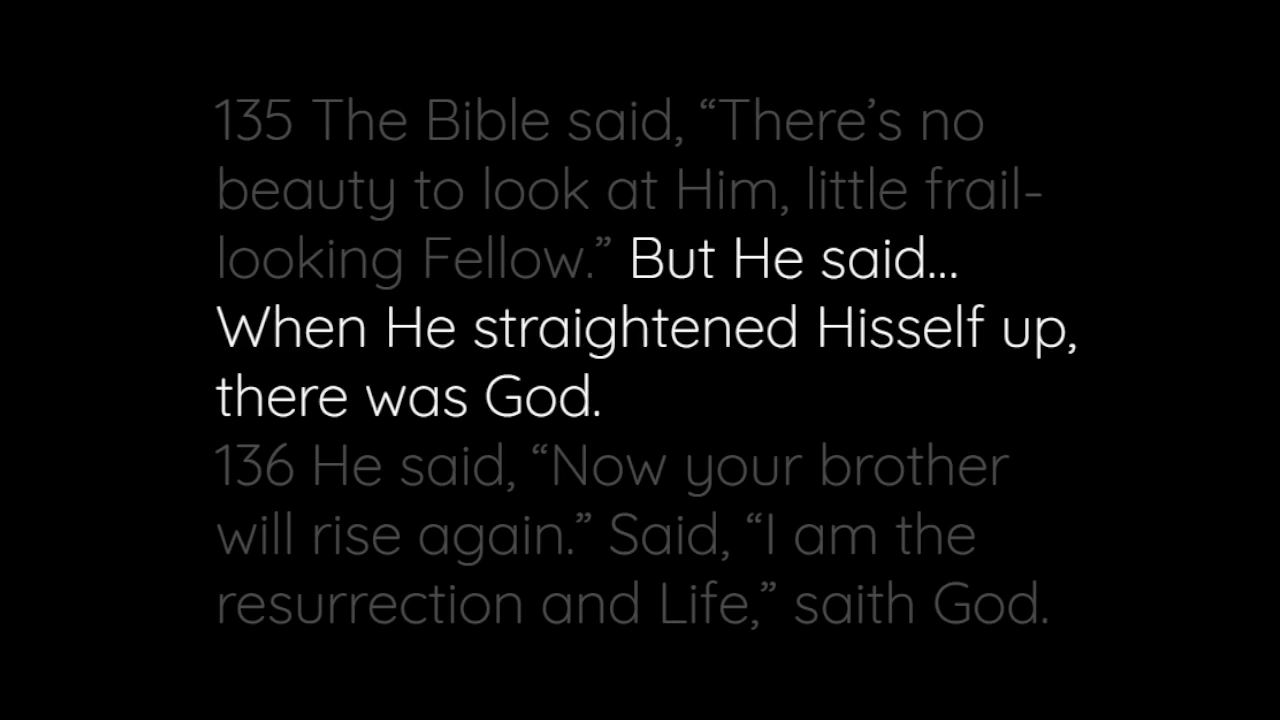 135 The Bible said, “There’s no
beauty to look at Him, little frail-
looking Fellow.” But He said...
When He straightened Hisself up,
there was God.
136 He said, “Now your brother
will rise again.” Said, “I am the
resurrection and Life,” saith God.